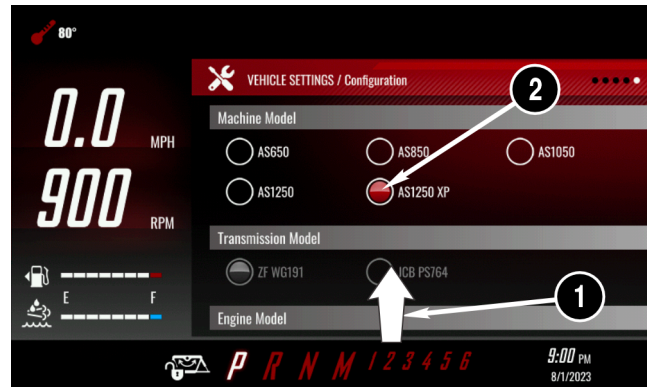 80°
VEHICLE SETTINGS / Configuration
2
0.0 MPH
Machine Model
AS650 AS850 AS1050
AS1250 AS1250 XP
900 RPM
Transmission Model
ZF WG191 JCB PS764
E F
1
Engine Model
P R N M 1 2 3 4 5 6
9:00 PM
8/1/2023